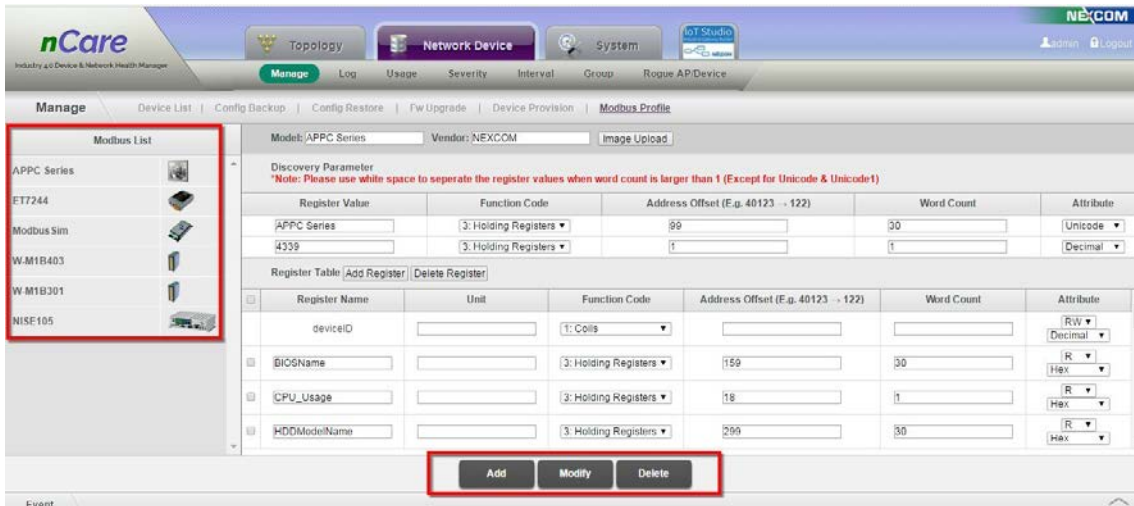 NEXCOM
nCare
Industry 4.0 Device & Network Health Manager
Topology
Network Device
System
IoT Studio
admin
Logout
Manage
Log
Usage
Severity
Interval
Group
Rogue AP/Device
Manage
Device List | Config Backup | Config Restore | Fw Upgrade | Device Provision | Modbus Profile
Modbus List
APPC Series
ET7244
Modbus Sim
W-M1B403
W-M1B301
NISE105
Model: APPC Series Vendor: NEXCOM Image Upload
Discovery Parameter
*Note: Please use white space to seperate the register values when word count is larger than 1 (Except for Unicode & Unicode1)
Register Value Function Code Address Offset (E.g. 40123 → 122) Word Count Attribute
APPC Series 3: Holding Registers 99 30 Unicode
4339 3: Holding Registers 1 1 Decimal
Register Table Add Register Delete Register
Register Name Unit Function Code Address Offset (E.g. 40123 → 122) Word Count Attribute
deviceID 1: Coils RW
Decimal
BIOSName 3: Holding Registers 159 30 R
Hex
CPU_Usage 3: Holding Registers 18 1 R
Hex
HDDModelName 3: Holding Registers 299 30 R
Hex
Add Modify Delete
Event